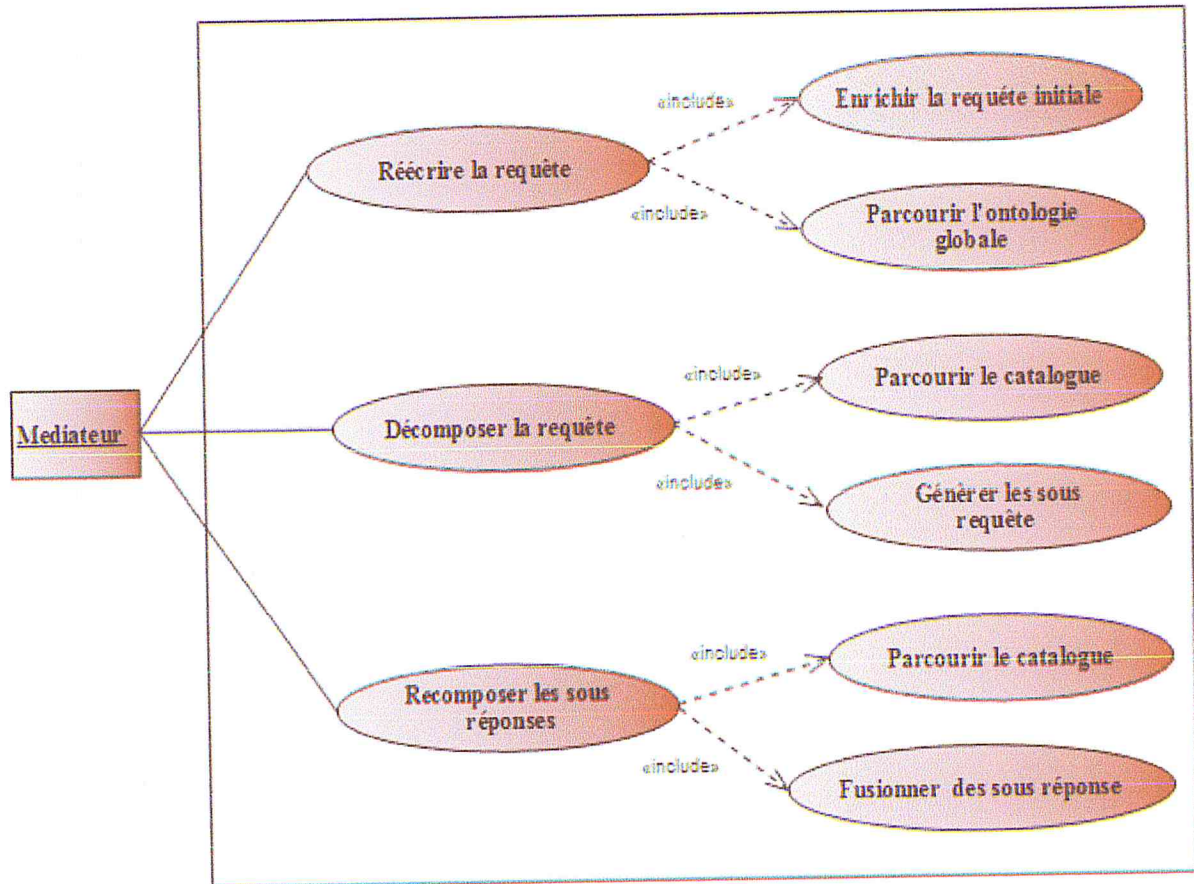 «include»
Enrichir la requête initiale
Réécrire la requête
«include»
Parcourir l'ontologie
globale
«include»
Parcourir le catalogue
Mediateur
Décomposer la requête
«include»
Générer les sous
requête
«include»
Parcourir le catalogue
Recomposer les sous
réponses
«include»
Fusionner des sous réponse